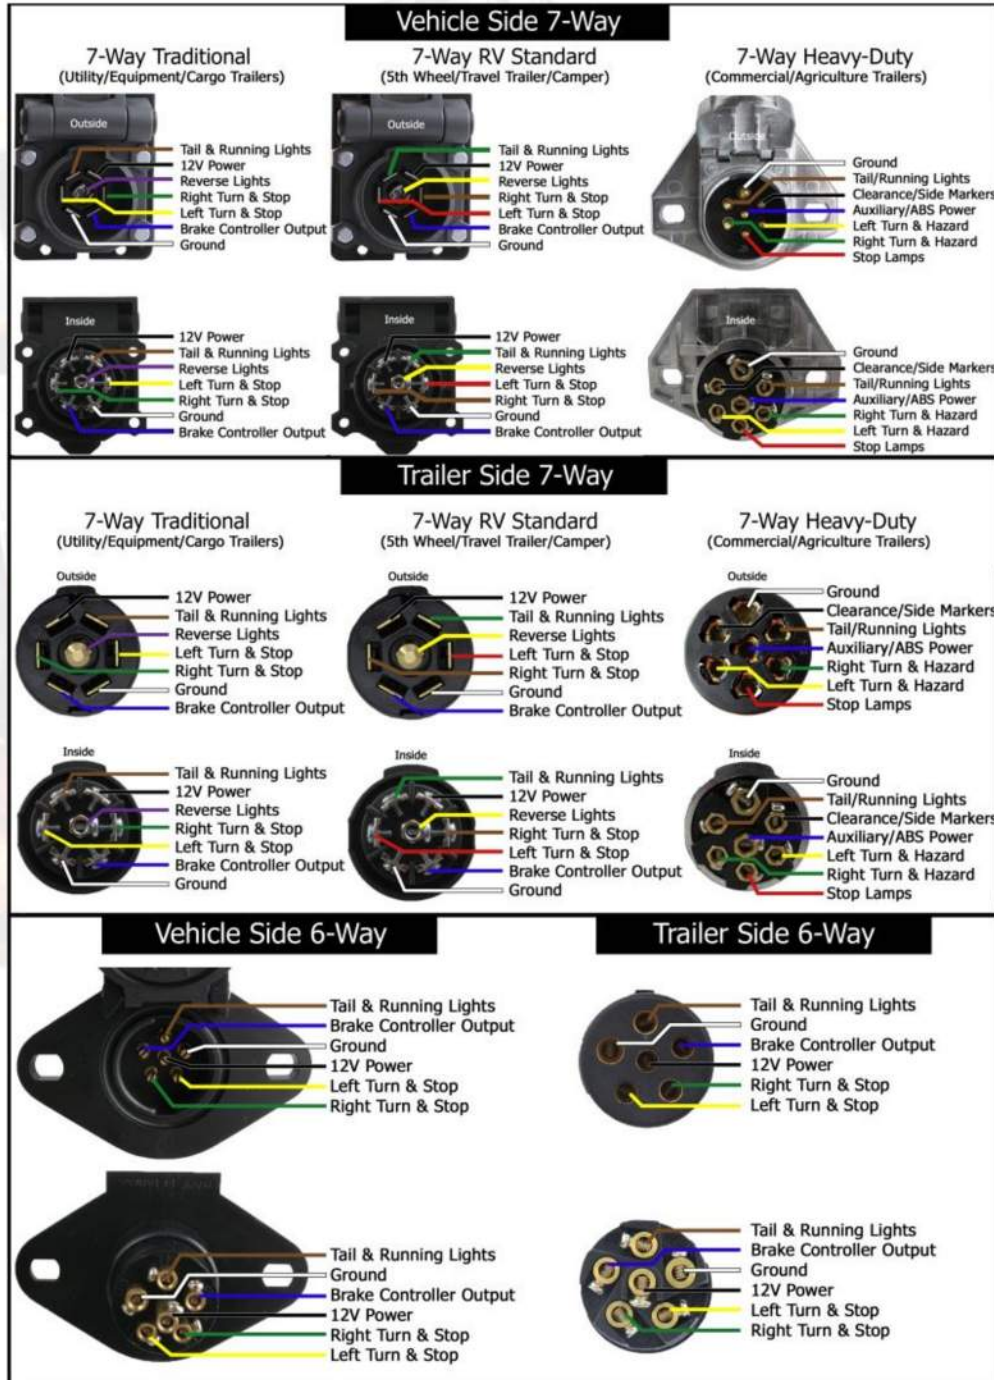 Vehicle Side 7-Way
7-Way Traditional
(Utility/Equipment/Cargo Trailers)
Outside
Tail & Running Lights
12V Power
Reverse Lights
Right Turn & Stop
Left Turn & Stop
Brake Controller Output
Ground
7-Way RV Standard
(5th Wheel/Travel Trailer/Camper)
Outside
Tail & Running Lights
12V Power
Reverse Lights
Right Turn & Stop
Left Turn & Stop
Brake Controller Output
Ground
7-Way Heavy-Duty
(Commercial/Agriculture Trailers)
Outside
Ground
Tail/Running Lights
Clearance/Side Markers
Auxiliary/ABS Power
Left Turn & Hazard
Right Turn & Hazard
Stop Lamps
Inside
12V Power
Tail & Running Lights
Reverse Lights
Left Turn & Stop
Right Turn & Stop
Ground
Brake Controller Output
Inside
12V Power
Tail & Running Lights
Reverse Lights
Left Turn & Stop
Right Turn & Stop
Ground
Brake Controller Output
Inside
Ground
Clearance/Side Markers
Tail/Running Lights
Auxiliary/ABS Power
Right Turn & Hazard
Left Turn & Hazard
Stop Lamps
Trailer Side 7-Way
7-Way Traditional
(Utility/Equipment/Cargo Trailers)
Outside
12V Power
Tail & Running Lights
Reverse Lights
Left Turn & Stop
Right Turn & Stop
Ground
Brake Controller Output
7-Way RV Standard
(5th Wheel/Travel Trailer/Camper)
Outside
12V Power
Tail & Running Lights
Reverse Lights
Left Turn & Stop
Right Turn & Stop
Ground
Brake Controller Output
7-Way Heavy-Duty
(Commercial/Agriculture Trailers)
Outside
Ground
Clearance/Side Markers
Tail/Running Lights
Auxiliary/ABS Power
Right Turn & Hazard
Left Turn & Hazard
Stop Lamps
Inside
Tail & Running Lights
12V Power
Reverse Lights
Right Turn & Stop
Left Turn & Stop
Brake Controller Output
Ground
Inside
Tail & Running Lights
12V Power
Reverse Lights
Right Turn & Stop
Left Turn & Stop
Brake Controller Output
Ground
Inside
Ground
Tail/Running Lights
Clearance/Side Markers
Auxiliary/ABS Power
Left Turn & Hazard
Right Turn & Hazard
Stop Lamps
Vehicle Side 6-Way
Tail & Running Lights
Brake Controller Output
Ground
12V Power
Left Turn & Stop
Right Turn & Stop
Tail & Running Lights
Ground
Brake Controller Output
12V Power
Right Turn & Stop
Left Turn & Stop
Trailer Side 6-Way
Tail & Running Lights
Ground
Brake Controller Output
12V Power
Right Turn & Stop
Left Turn & Stop
Tail & Running Lights
Brake Controller Output
Ground
12V Power
Left Turn & Stop
Right Turn & Stop